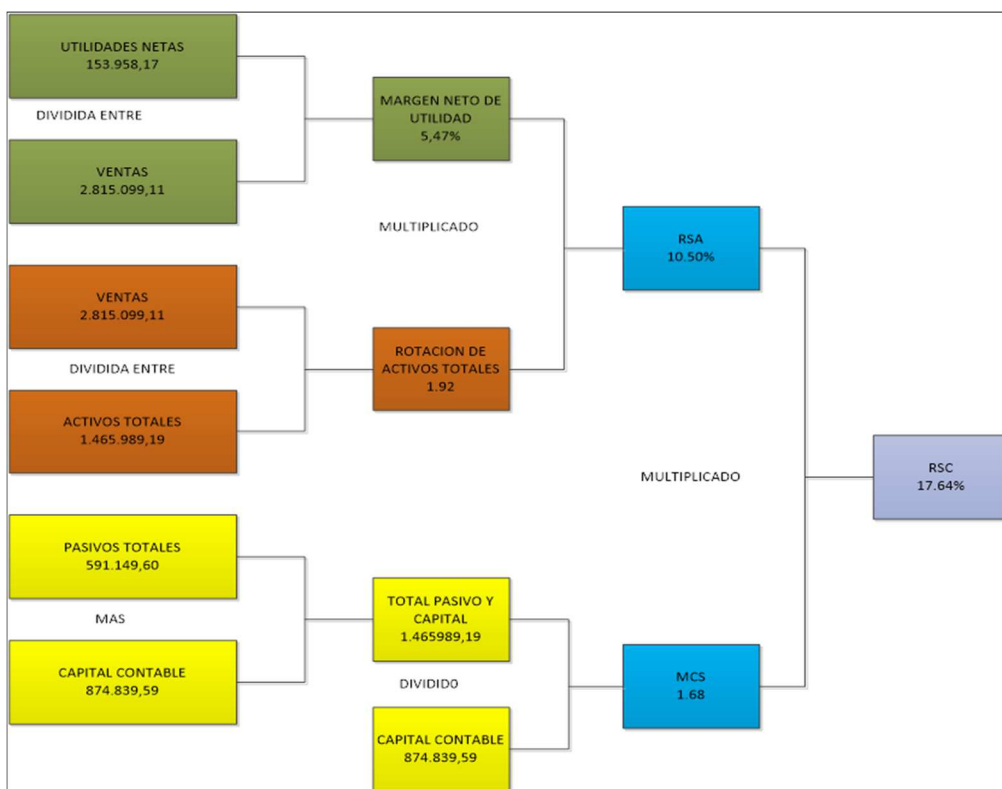 UTILIDADES NETAS
153.958,17
DIVIDIDA ENTRE
VENTAS
2.815.099,11
MARGEN NETO DE
UTILIDAD
5,47%
MULTIPLICADO
VENTAS
2.815.099,11
DIVIDIDA ENTRE
ACTIVOS TOTALES
1.465.989,19
ROTACION DE
ACTIVOS TOTALES
1.92
RSA
10.50%
MULTIPLICADO
RSC
17.64%
PASIVOS TOTALES
591.149,60
MAS
CAPITAL CONTABLE
874.839,59
TOTAL PASIVO Y
CAPITAL
1.465989,19
DIVIDID0
CAPITAL CONTABLE
874.839,59
MCS
1.68